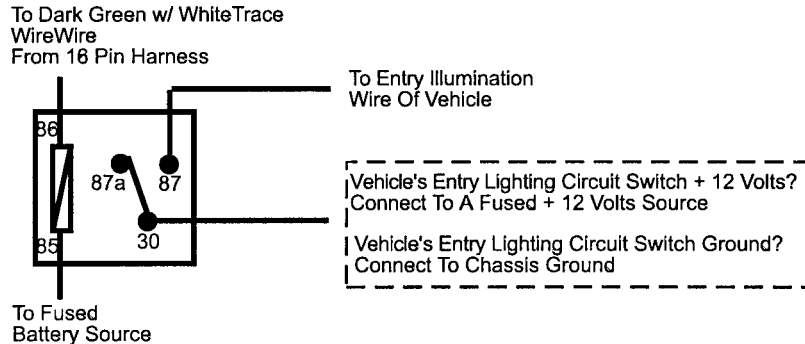 To Dark Green w/ WhiteTrace
WireWire
From 16 Pin Harness
To Entry Illumination
Wire Of Vehicle
86
87a
87
85
30
Vehicle's Entry Lighting Circuit Switch + 12 Volts?
Connect To A Fused + 12 Volts Source
Vehicle's Entry Lighting Circuit Switch Ground?
Connect To Chassis Ground
To Fused
Battery Source